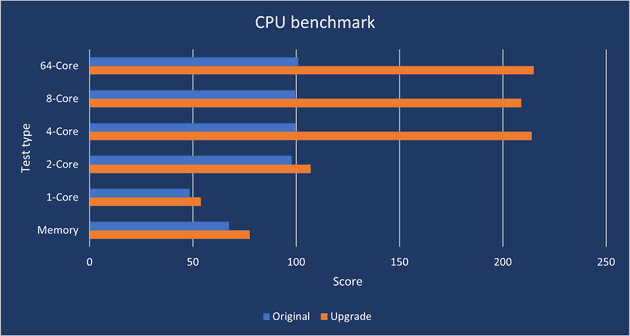 CPU benchmark
Test type
64-Core
8-Core
4-Core
2-Core
1-Core
Memory
0 50 100 150 200 250
Score
Original Upgrade